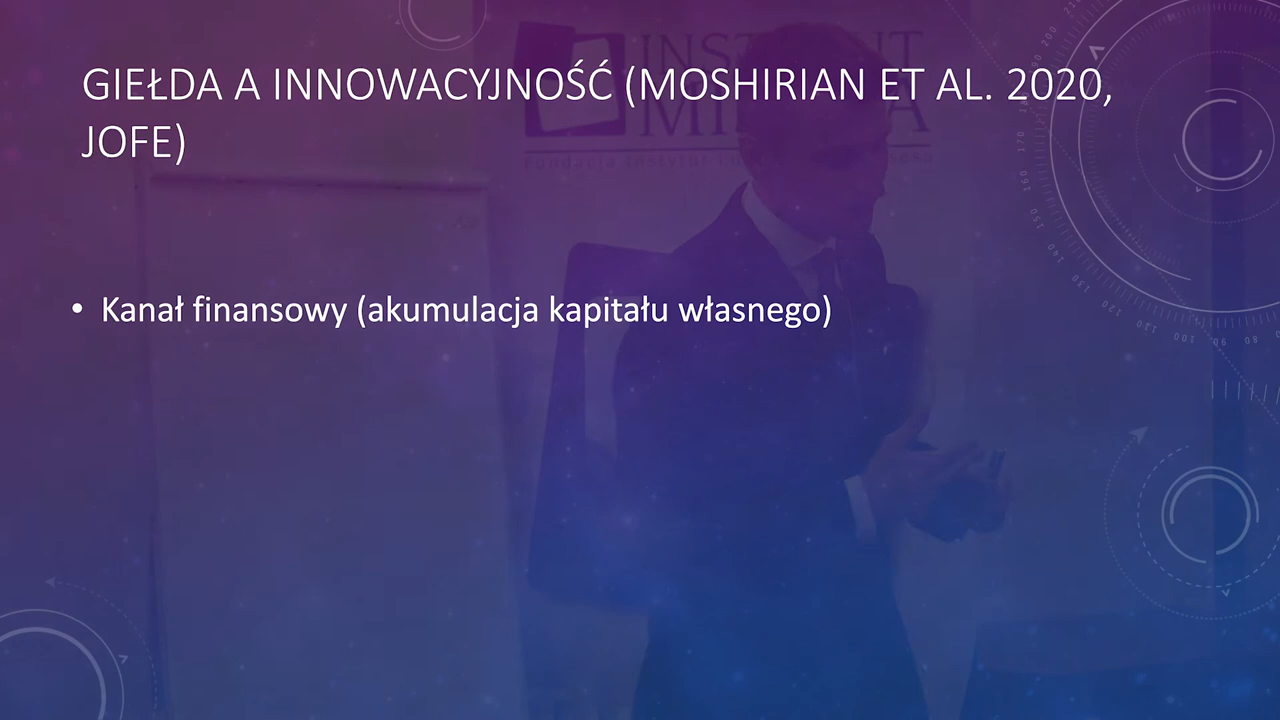 GIEŁDA A INNOWACYJNOŚĆ (MOSHIRIAN ET AL. 2020,
JOFE)
• Kanał finansowy (akumulacja kapitału własnego)